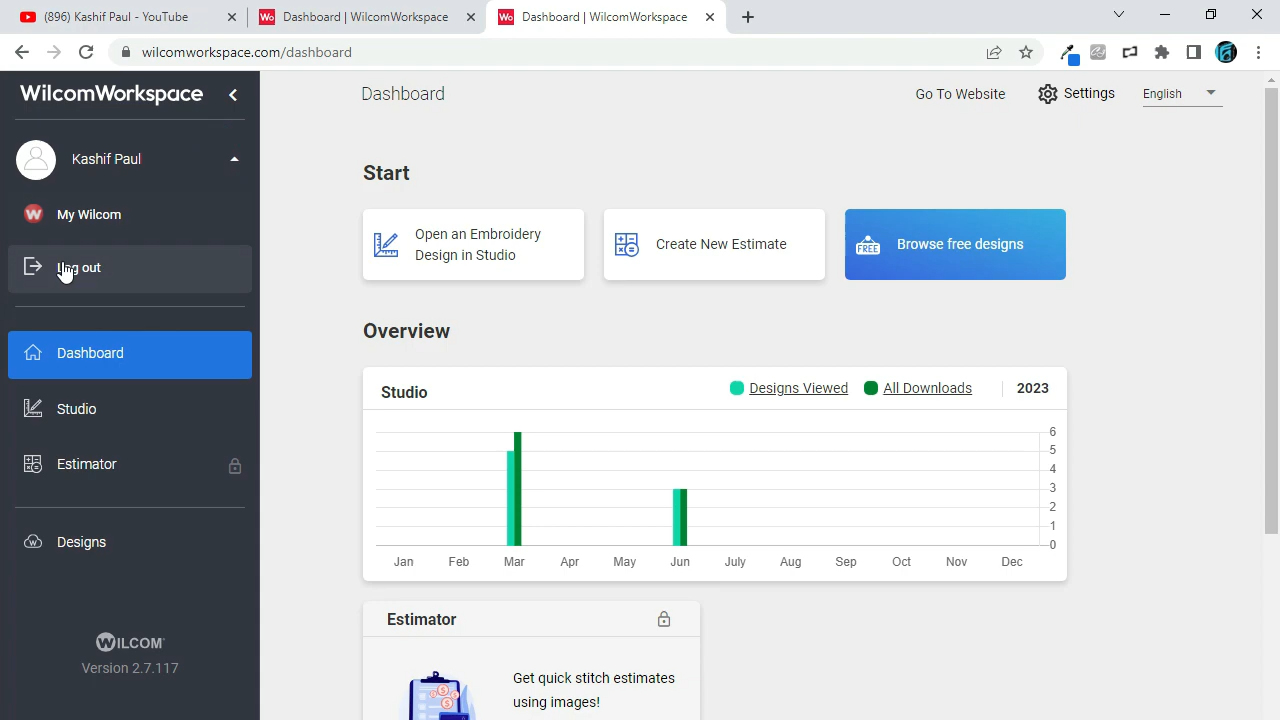 (896) Kashif Paul - YouTube
Dashboard | WilcomWorkspace
Dashboard | WilcomWorkspace
wilcomworkspace.com/dashboard
WilcomWorkspace
Kashif Paul
My Wilcom
Log out
Dashboard
Studio
Estimator
Designs
WILCOM
Version 2.7.117
Dashboard
Go To Website
Settings
English
Start
Open an Embroidery
Design in Studio
Create New Estimate
FREE
Browse free designs
Overview
Studio
Designs Viewed
All Downloads
2023
6
5
4
3
2
1
0
Jan Feb Mar Apr May Jun July Aug Sep Oct Nov Dec
Estimator
Get quick stitch estimates
using images!